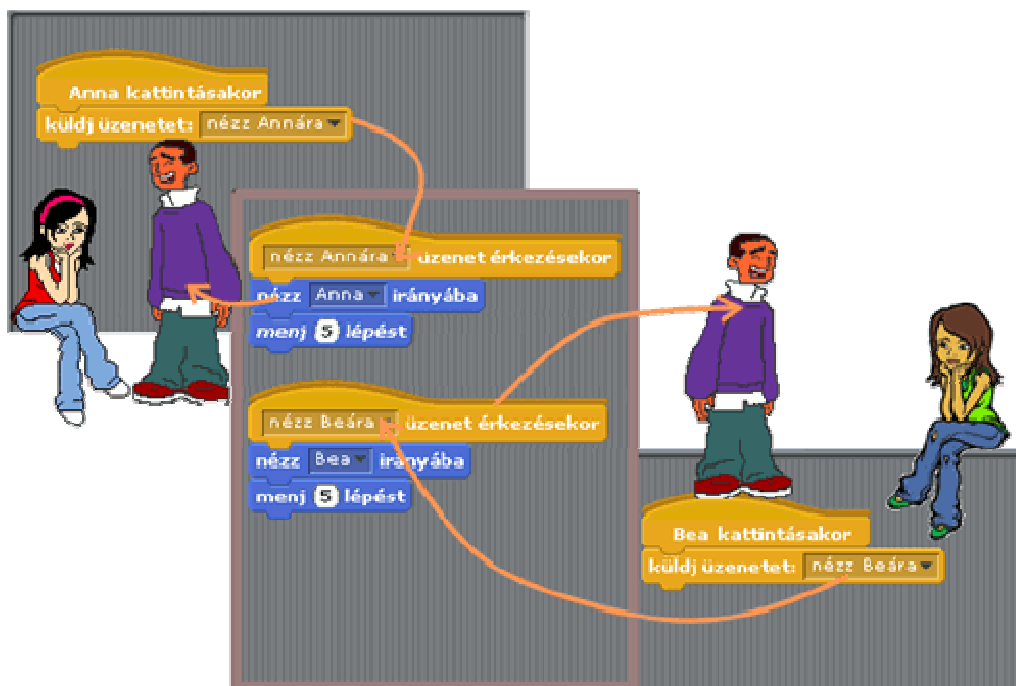 Anna kattintásakor
küldj üzenetet: nézz Annára
nézz Annára üzenet érkezésekor
nézz Anna irányába
menj 5 lépést
nézz Beára üzenet érkezésekor
nézz Bea irányába
menj 5 lépést
Bea kattintásakor
küldj üzenetet: nézz Beára